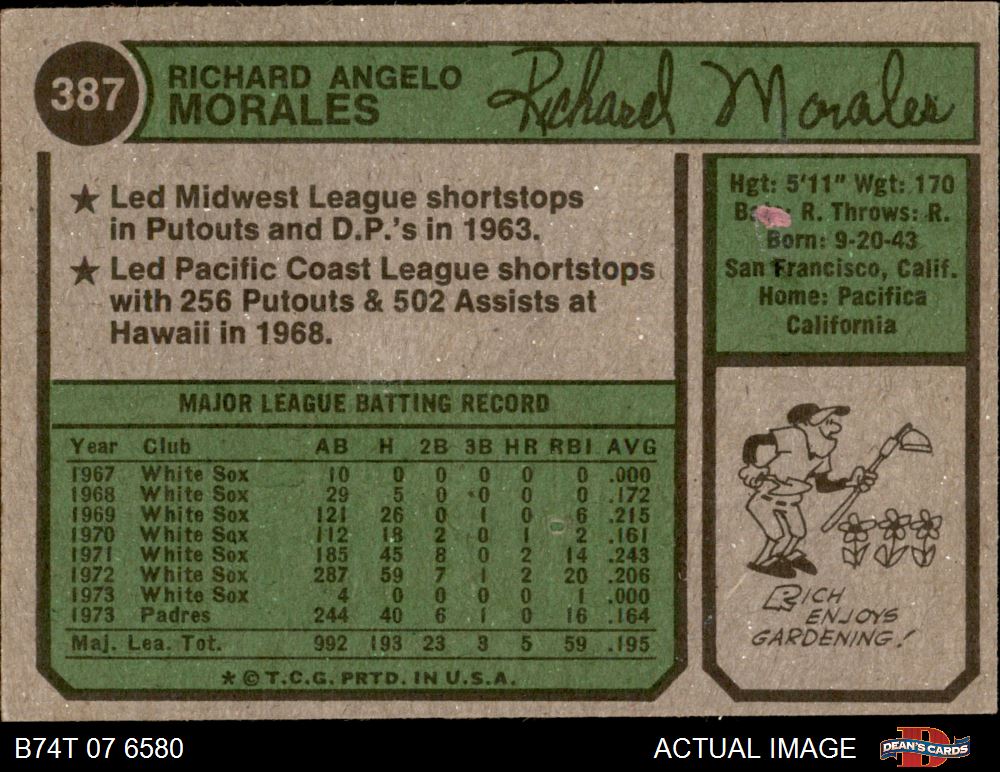 387
RICHARD ANGELO
MORALES
Richard Morales
★ Led Midwest League shortstops
in Putouts and D.P.'s in 1963.
★ Led Pacific Coast League shortstops
with 256 Putouts & 502 Assists at
Hawaii in 1968.
Hgt: 5'11" Wgt: 170
R. Throws: R.
Born: 9-20-43
San Francisco, Calif.
Home: Pacifica
California
MAJOR LEAGUE BATTING RECORD
Year Club AB H 2B 3B HR RBI AVG
1967 White Sox 10 0 0 0 0 0 .000
1968 White Sox 29 5 0 0 0 0 .172
1969 White Sox 121 26 0 1 0 6 .215
1970 White Sox 112 18 2 0 1 2 .161
1971 White Sox 185 45 8 0 2 14 .243
1972 White Sox 287 59 7 1 2 20 .206
1973 White Sox 4 0 0 0 0 1 .000
1973 Padres 244 40 6 1 0 16 .164
Maj. Lea. Tot. 992 193 23 3 5 59 .195
* © T.C.G. PRTD. IN U.S.A.
RICH
ENJOYS
GARDENING!
B74T 07 6580
ACTUAL IMAGE
DEAN'S CARDS